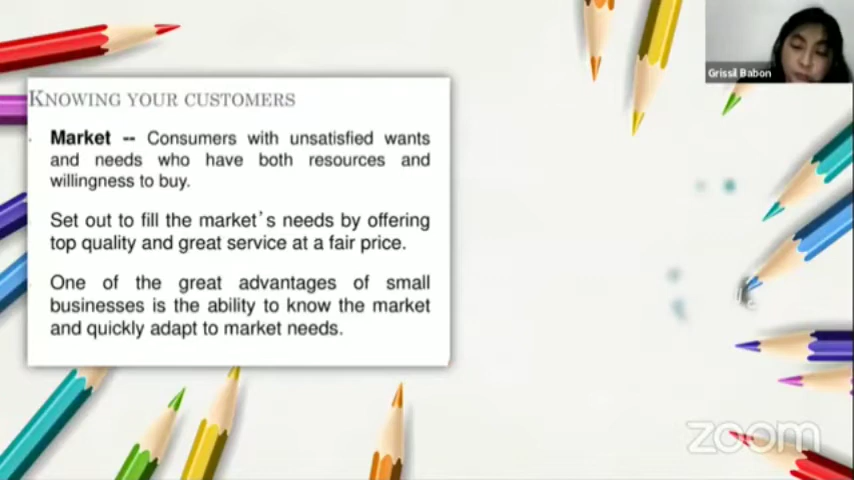 Grissil Babon
KNOWING YOUR CUSTOMERS
Market -- Consumers with unsatisfied wants
and needs who have both resources and
willingness to buy.
Set out to fill the market's needs by offering
top quality and great service at a fair price.
One of the great advantages of small
businesses is the ability to know the market
and quickly adapt to market needs.
zoom